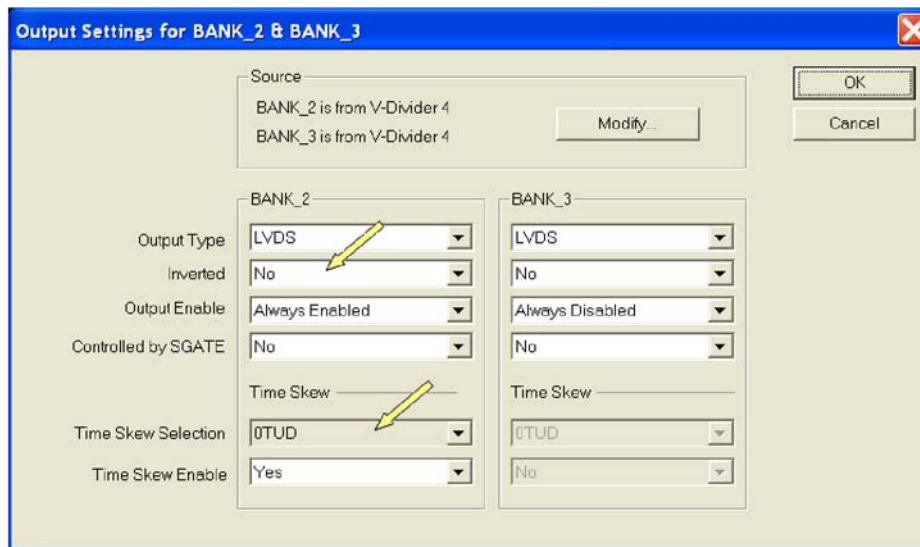 Output Settings for BANK_2 & BANK_3
Source
BANK_2 is from V-Divider 4
BANK_3 is from V-Divider 4
Modify...
OK
Cancel
BANK_2
BANK_3
Output Type
LVDS
LVDS
Inverted
No
No
Output Enable
Always Enabled
Always Disabled
Controlled by SGATE
No
No
Time Skew
Time Skew
Time Skew Selection
0TUD
0TUD
Time Skew Enable
Yes
No